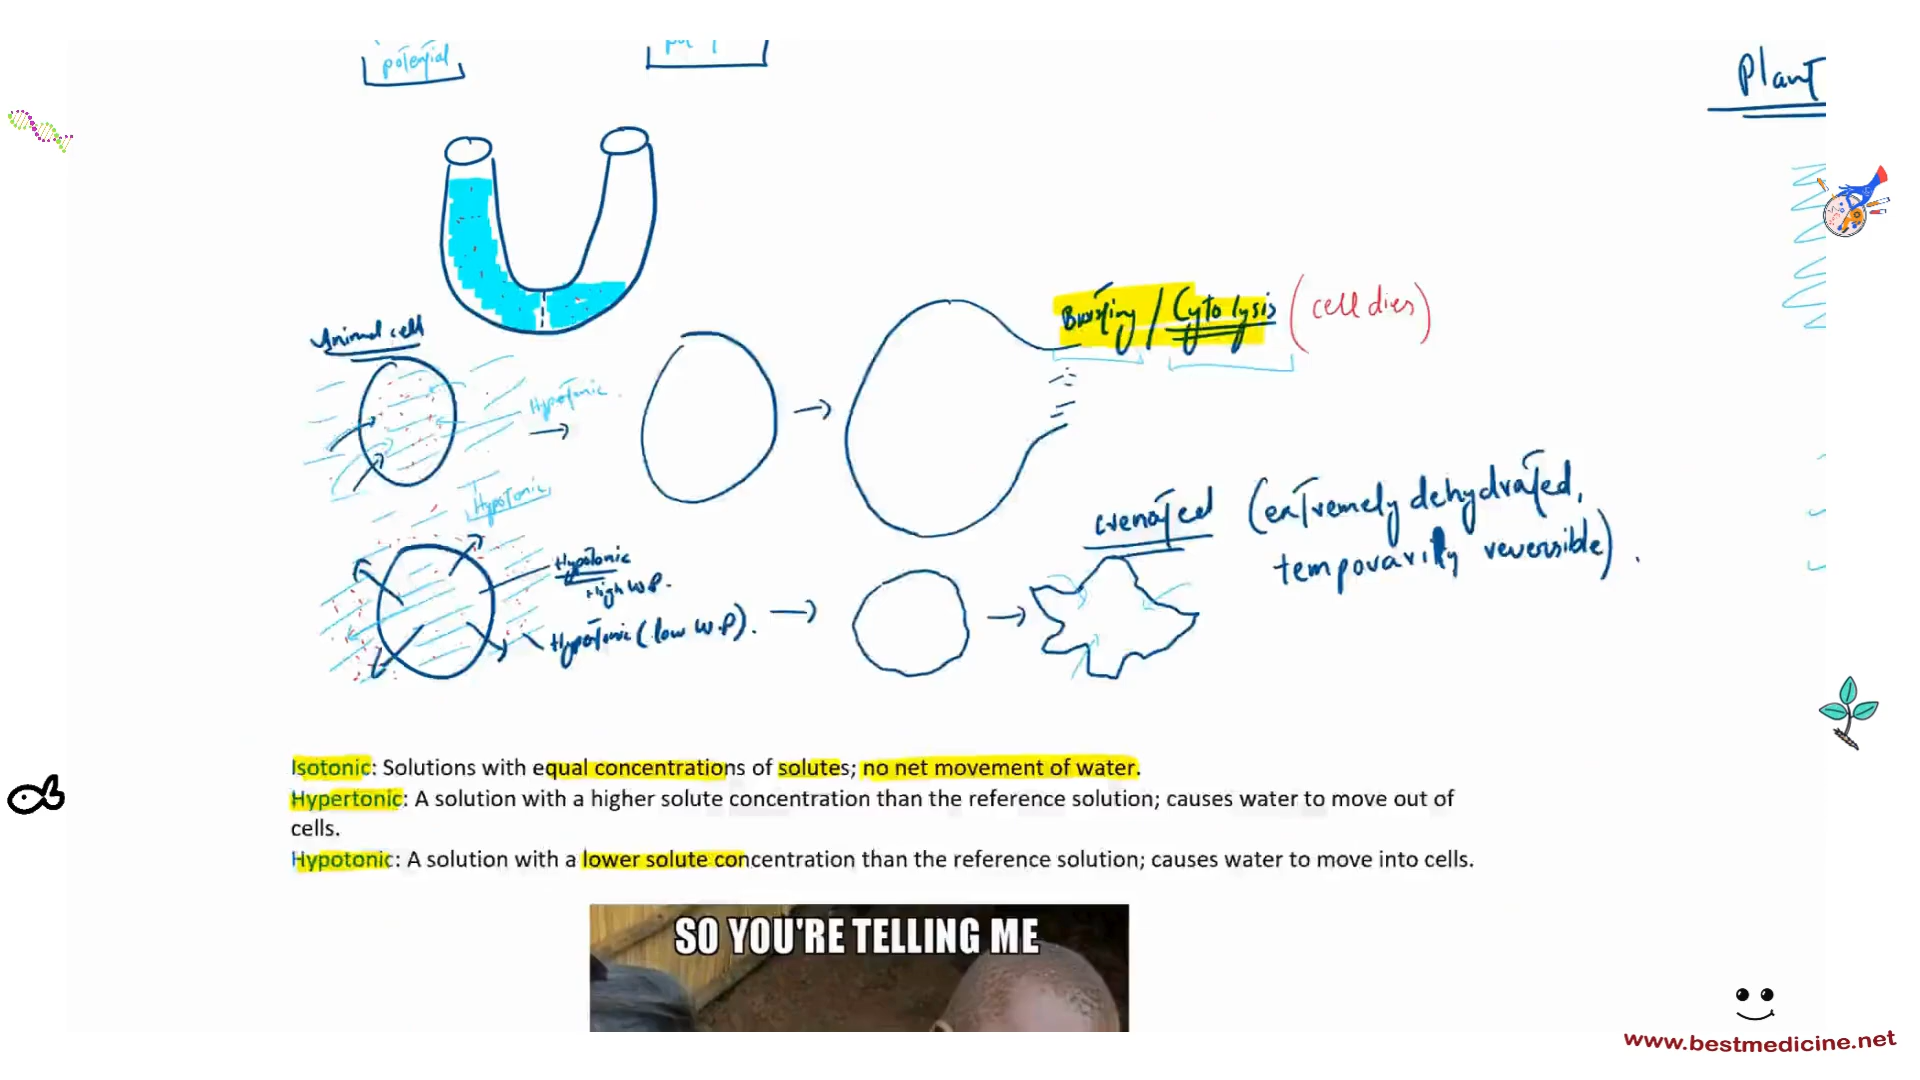 potential
Plant
Animal cell
Bursting / Cytolysis (cell dies)
Hypotonic
Hypotonic
crenated (extremely dehydrated,
temporarily reversible).
Hypotonic
High W.P.
Hypotonic (low W.P).
Isotonic: Solutions with equal concentrations of solutes; no net movement of water.
Hypertonic: A solution with a higher solute concentration than the reference solution; causes water to move out of
cells.
Hypotonic: A solution with a lower solute concentration than the reference solution; causes water to move into cells.
SO YOU'RE TELLING ME
www.bestmedicine.net